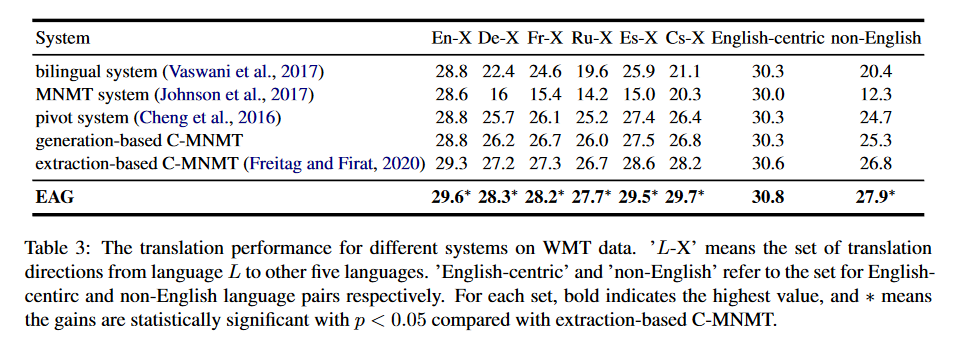 System En-X De-X Fr-X Ru-X Es-X Cs-X English-centric non-English
bilingual system (Vaswani et al., 2017) 28.8 22.4 24.6 19.6 25.9 21.1 30.3 20.4
MNMT system (Johnson et al., 2017) 28.6 16 15.4 14.2 15.0 20.3 30.0 12.3
pivot system (Cheng et al., 2016) 28.8 25.7 26.1 25.2 27.4 26.4 30.3 24.7
generation-based C-MNMT 28.8 26.2 26.7 26.0 27.5 26.8 30.3 25.3
extraction-based C-MNMT (Freitag and Firat, 2020) 29.3 27.2 27.3 26.7 28.6 28.2 30.6 26.8
EAG 29.6* 28.3* 28.2* 27.7* 29.5* 29.7* 30.8 27.9*
Table 3: The translation performance for different systems on WMT data. ’L-X’ means the set of translation
directions from language L to other five languages. ’English-centric’ and ’non-English’ refer to the set for English-
centirc and non-English language pairs respectively. For each set, bold indicates the highest value, and ∗ means
the gains are statistically significant with p < 0.05 compared with extraction-based C-MNMT.